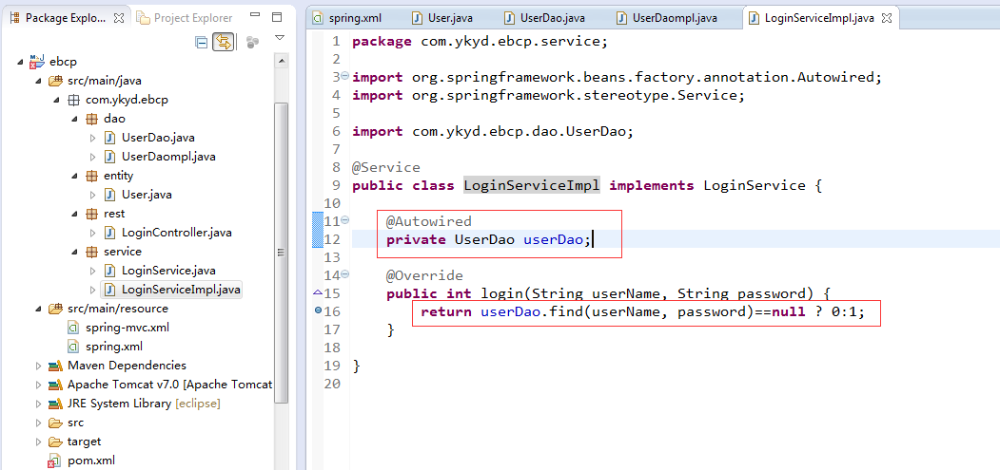 Package Explo...
Project Explorer
ebcp
src/main/java
com.ykyd.ebcp
dao
UserDao.java
UserDaompl.java
entity
User.java
rest
LoginController.java
service
LoginService.java
LoginServiceImpl.java
src/main/resource
spring-mvc.xml
spring.xml
Maven Dependencies
Apache Tomcat v7.0 [Apache Tomcat
JRE System Library [eclipse]
src
target
pom.xml
spring.xml
User.java
UserDao.java
UserDaompl.java
LoginServiceImpl.java
1 package com.ykyd.ebcp.service;
2
3 import org.springframework.beans.factory.annotation.Autowired;
4 import org.springframework.stereotype.Service;
5
6 import com.ykyd.ebcp.dao.UserDao;
7
8 @Service
9 public class LoginServiceImpl implements LoginService {
10
11 @Autowired
12 private UserDao userDao;
13
14 @Override
15 public int login(String userName, String password) {
16 return userDao.find(userName, password)==null ? 0:1;
17 }
18
19 }
20